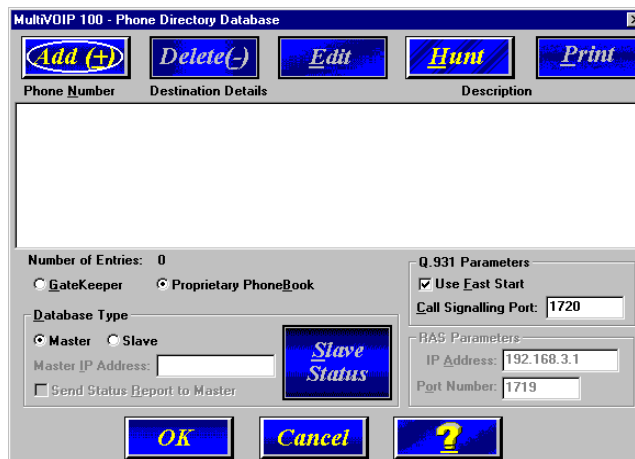 MultiVOIP 100 - Phone Directory Database
Add (+) Delete(-) Edit Hunt Print
Phone Number Destination Details Description
Number of Entries: 0
GateKeeper Proprietary PhoneBook
Database Type
Master Slave
Master IP Address:
Send Status Report to Master
Slave
Status
Q.931 Parameters
Use Fast Start
Call Signalling Port: 1720
RAS Parameters
IP Address: 192.168.3.1
Port Number: 1719
OK Cancel ?